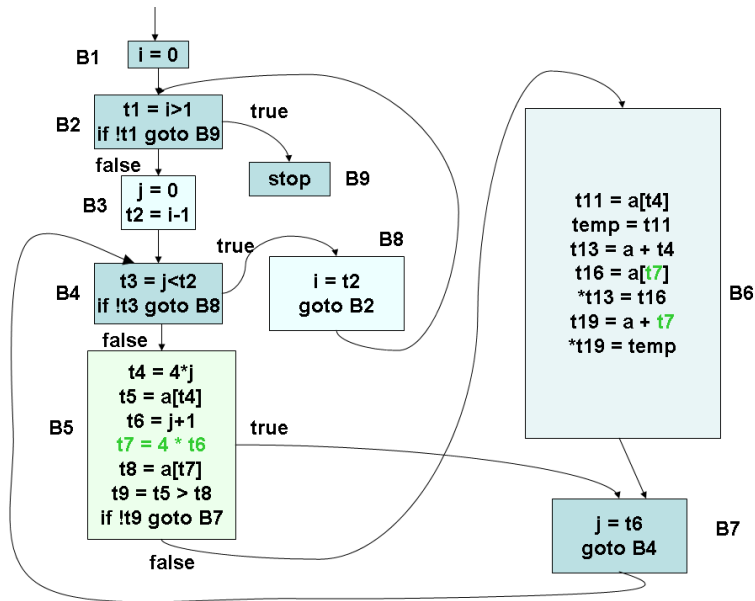 B1
i = 0
B2
t1 = i>1
if !t1 goto B9
true
false
stop
B9
B3
j = 0
t2 = i-1
true
B8
B4
t3 = j<t2
if !t3 goto B8
i = t2
goto B2
false
B5
t4 = 4*j
t5 = a[t4]
t6 = j+1
t7 = 4 * t6
t8 = a[t7]
t9 = t5 > t8
if !t9 goto B7
true
false
t11 = a[t4]
temp = t11
t13 = a + t4
t16 = a[t7]
*t13 = t16
t19 = a + t7
*t19 = temp
B6
j = t6
goto B4
B7